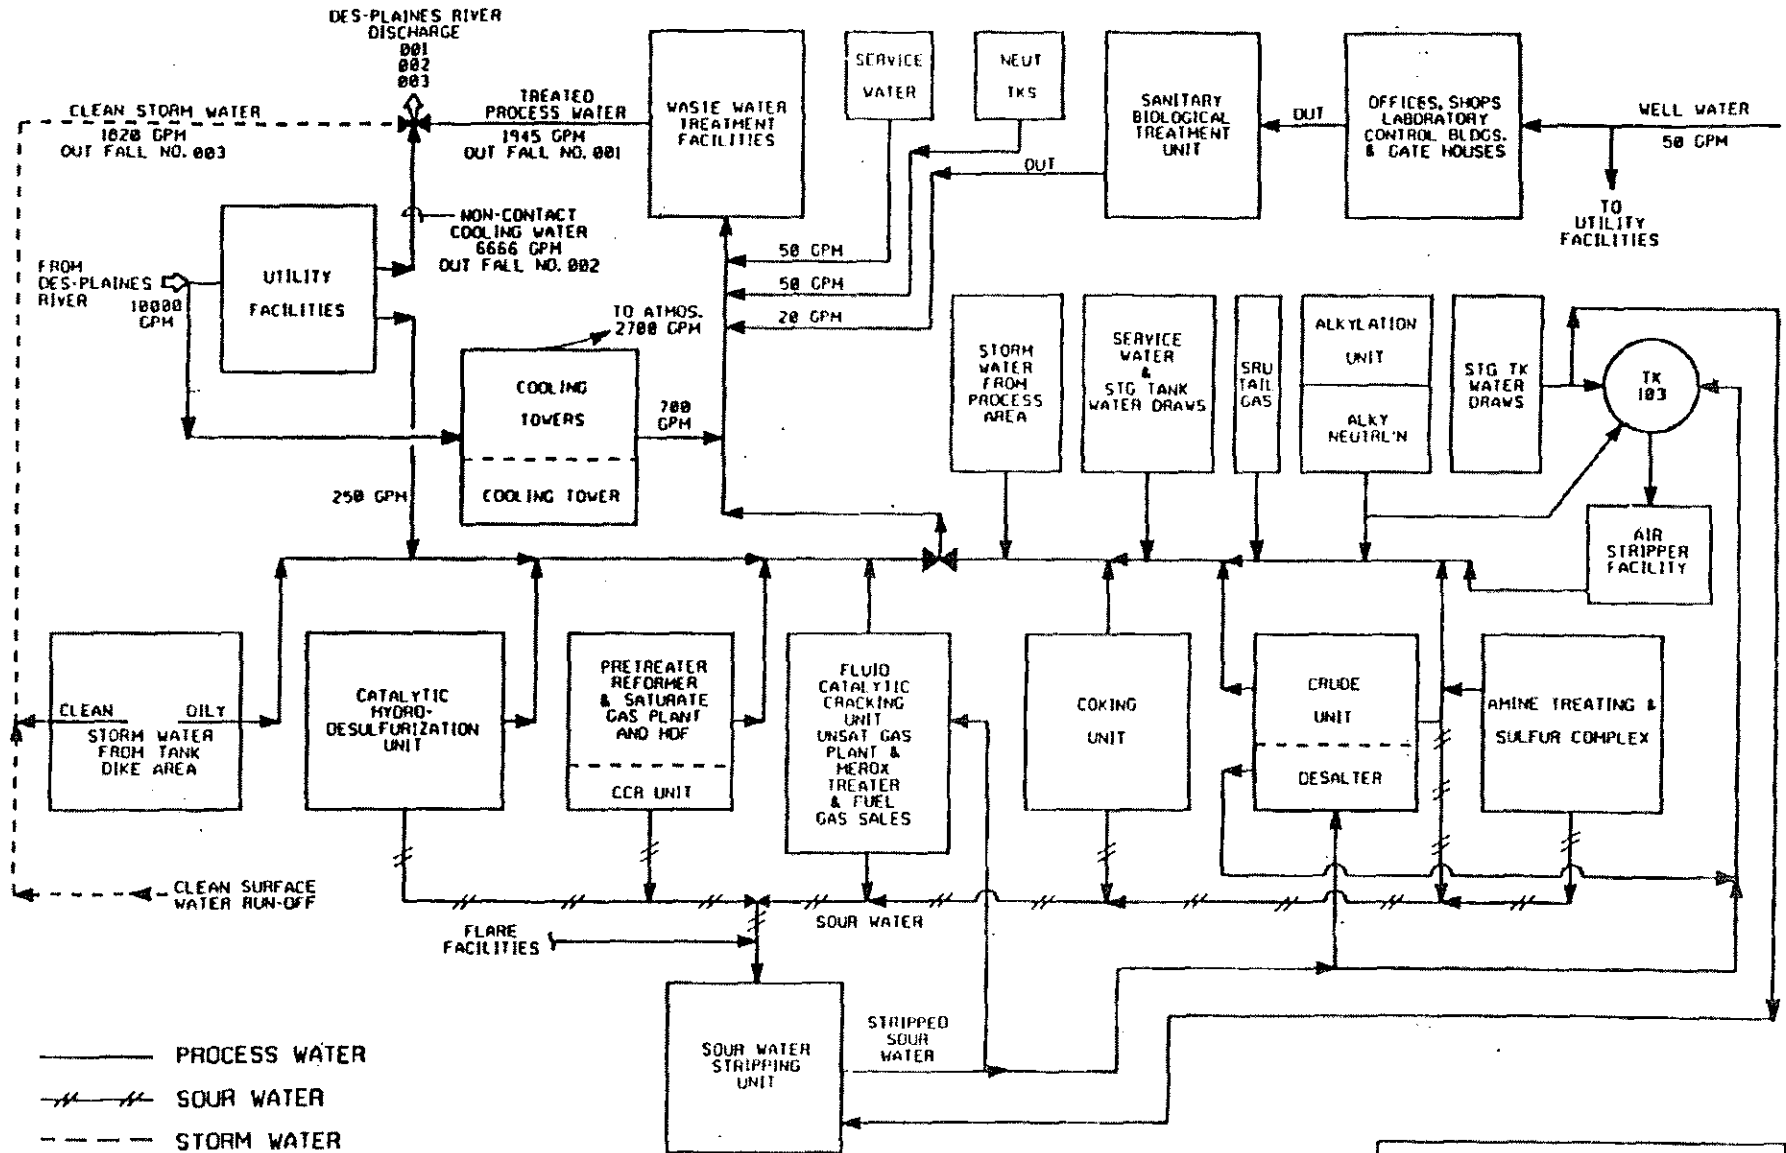 DES-PLAINES RIVER
DISCHARGE
001
002
003
CLEAN STORM WATER
1820 GPM
OUT FALL NO. 003
TREATED
PROCESS WATER
1945 GPM
OUT FALL NO. 001
WASTE WATER
TREATMENT
FACILITIES
SERVICE
WATER
NEUT
TKS
SANITARY
BIOLOGICAL
TREATMENT
UNIT
OUT
OFFICES, SHOPS
LABORATORY
CONTROL BLDGS.
& GATE HOUSES
WELL WATER
50 GPM
TO
UTILITY
FACILITIES
OUT
NON-CONTACT
COOLING WATER
6666 GPM
OUT FALL NO. 002
FROM
DES-PLAINES
RIVER
10000
GPM
UTILITY
FACILITIES
50 GPM
50 GPM
20 GPM
TO ATMOS.
2700 GPM
COOLING
TOWERS
COOLING TOWER
700
GPM
250 GPM
STORM
WATER
FROM
PROCESS
AREA
SERVICE
WATER
&
STG TANK
WATER DRAWS
SRU
TAIL
GAS
ALKYLATION
UNIT
ALKY
NEUTRL'N
STG TK
WATER
DRAWS
TK
103
AIR
STRIPPER
FACILITY
CLEAN OILY
STORM WATER
FROM TANK
DIKE AREA
CATALYTIC
HYDRO-
DESULFURIZATION
UNIT
PRETREATER
REFORMER
& SATURATE
GAS PLANT
AND HDF
CCR UNIT
FLUID
CATALYTIC
CRACKING
UNIT
UNSAT GAS
PLANT &
MEROX
TREATER
& FUEL
GAS SALES
COKING
UNIT
CRUDE
UNIT
DESALTER
AMINE TREATING &
SULFUR COMPLEX
CLEAN SURFACE
WATER RUN-OFF
SOUR WATER
FLARE
FACILITIES
SOUR WATER
STRIPPING
UNIT
STRIPPED
SOUR
WATER
PROCESS WATER
SOUR WATER
STORM WATER